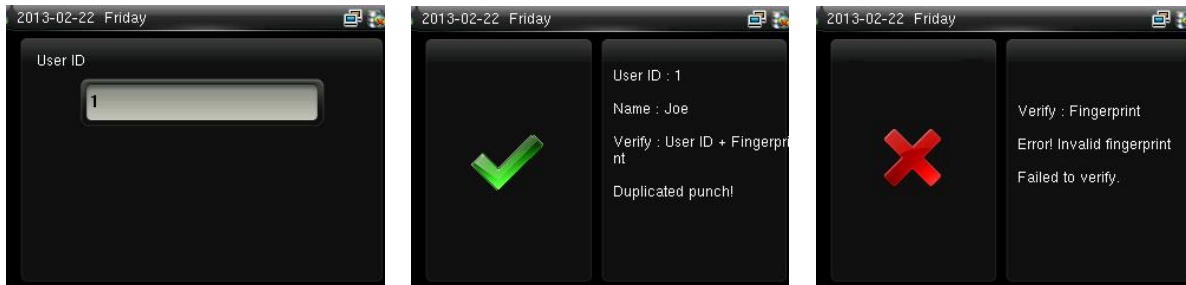 2013-02-22 Friday
User ID
1
2013-02-22 Friday
User ID : 1
Name : Joe
Verify : User ID + Fingerpri
nt
Duplicated punch!
2013-02-22 Friday
Verify : Fingerprint
Error! Invalid fingerprint
Failed to verify.